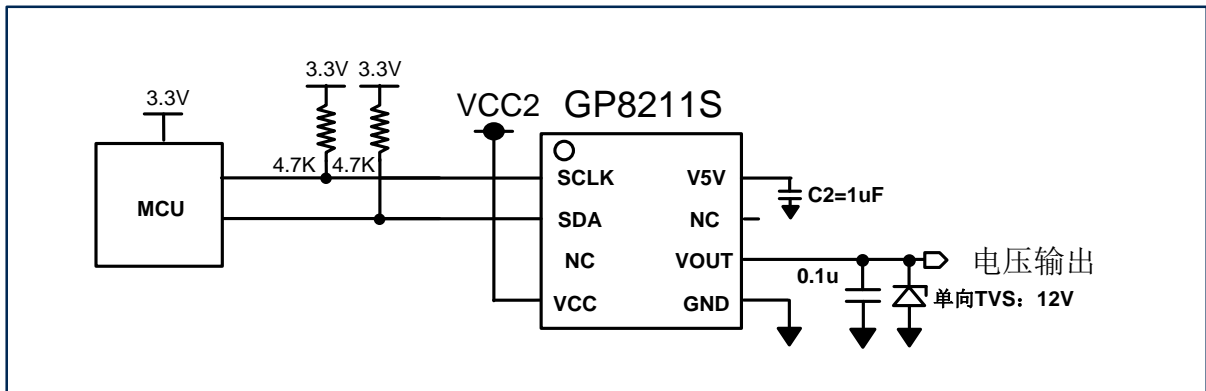 3.3V 3.3V
3.3V
VCC2
GP8211S
4.7K 4.7K
MCU
SCLK
V5V
C2=1uF
SDA
NC
NC
VOUT
电压输出
0.1u
单向TVS：12V
VCC
GND